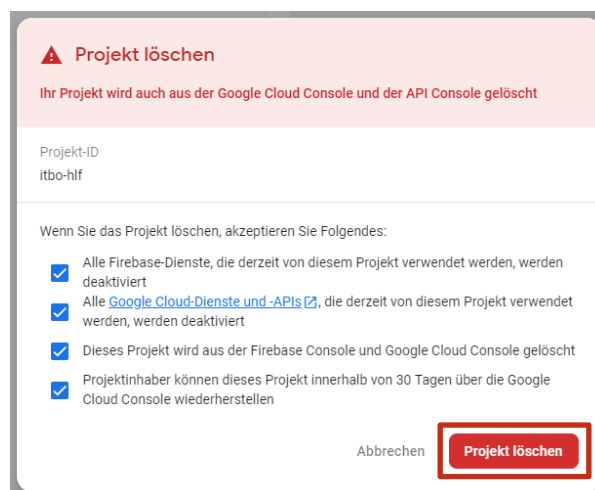 Projekt löschen
Ihr Projekt wird auch aus der Google Cloud Console und der API Console gelöscht
Projekt-ID
itbo-hlf
Wenn Sie das Projekt löschen, akzeptieren Sie Folgendes:
Alle Firebase-Dienste, die derzeit von diesem Projekt verwendet werden, werden
deaktiviert
Alle Google Cloud-Dienste und -APIs, die derzeit von diesem Projekt verwendet
werden, werden deaktiviert
Dieses Projekt wird aus der Firebase Console und Google Cloud Console gelöscht
Projektinhaber können dieses Projekt innerhalb von 30 Tagen über die Google
Cloud Console wiederherstellen
Abbrechen Projekt löschen